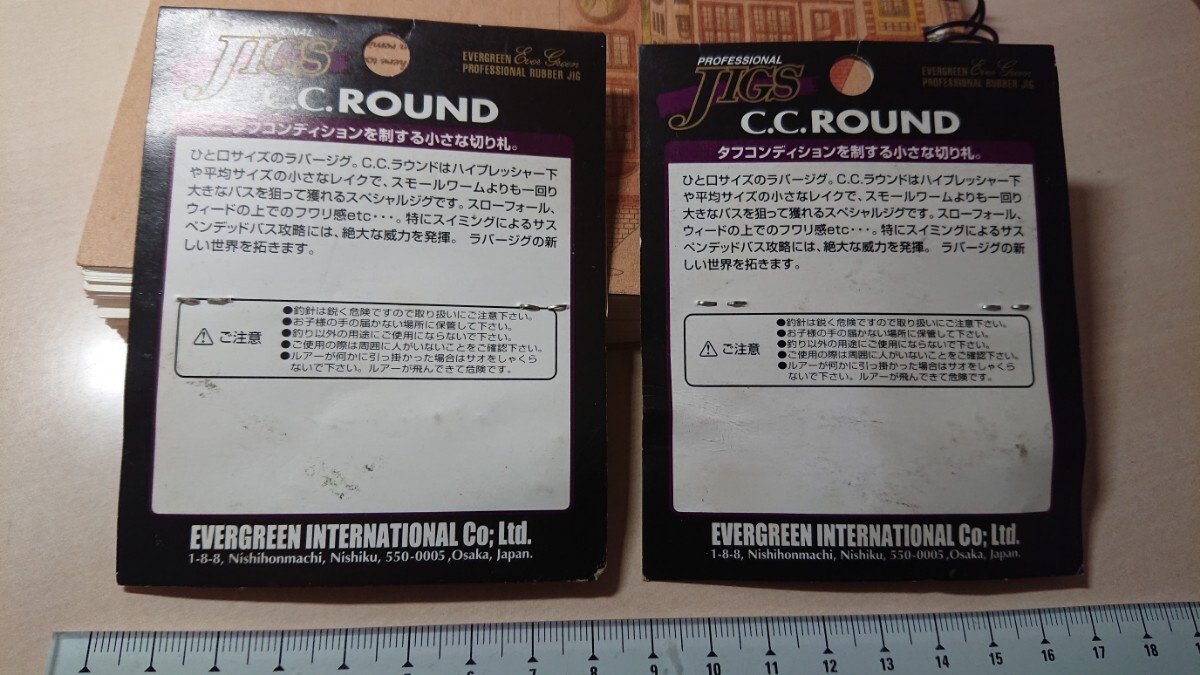 PROFESSIONAL
JIGS
EVERGREEN Ever Green
PROFESSIONAL RUBBER JIG
C.C.ROUND
タフコンディションを制する小さな切り札。
ひと口サイズのラバージグ。C.C.ラウンドはハイプレッシャー下
や平均サイズの小さなレイクで、スモールワームよりも一回り
大きなバスを狙って獲れるスペシャルジグです。スローフォール、
ウィードの上でのフワリ感etc・・・。特にスイミングによるサス
ペンデッドバス攻略には、絶大な威力を発揮。 ラバージグの新
しい世界を拓きます。
ご注意
●釣針は鋭く危険ですので取り扱いにご注意下さい。
●お子様の手の届かない場所に保管して下さい。
●釣り以外の用途にご使用にならないで下さい。
●ご使用の際は周囲に人がいないことをご確認下さい。
●ルアーが何かに引っ掛かった場合はサオをしゃくら
ないで下さい。ルアーが飛んできて危険です。
EVERGREEN INTERNATIONAL Co; Ltd.
1-8-8, Nishihonmachi, Nishiku, 550-0005, Osaka, Japan.
PROFESSIONAL
JIGS
EVERGREEN Ever Green
PROFESSIONAL RUBBER JIG
C.C.ROUND
タフコンディションを制する小さな切り札。
ひと口サイズのラバージグ。C.C.ラウンドはハイプレッシャー下
や平均サイズの小さなレイクで、スモールワームよりも一回り
大きなバスを狙って獲れるスペシャルジグです。スローフォール、
ウィードの上でのフワリ感etc・・・。特にスイミングによるサス
ペンデッドバス攻略には、絶大な威力を発揮。 ラバージグの新
しい世界を拓きます。
ご注意
●釣針は鋭く危険ですので取り扱いにご注意下さい。
●お子様の手の届かない場所に保管して下さい。
●釣り以外の用途にご使用にならないで下さい。
●ご使用の際は周囲に人がいないことをご確認下さい。
●ルアーが何かに引っ掛かった場合はサオをしゃくら
ないで下さい。ルアーが飛んできて危険です。
EVERGREEN INTERNATIONAL Co; Ltd.
1-8-8, Nishihonmachi, Nishiku, 550-0005, Osaka, Japan.
7 8 9 10 11 12 13 14 15 16 17 18